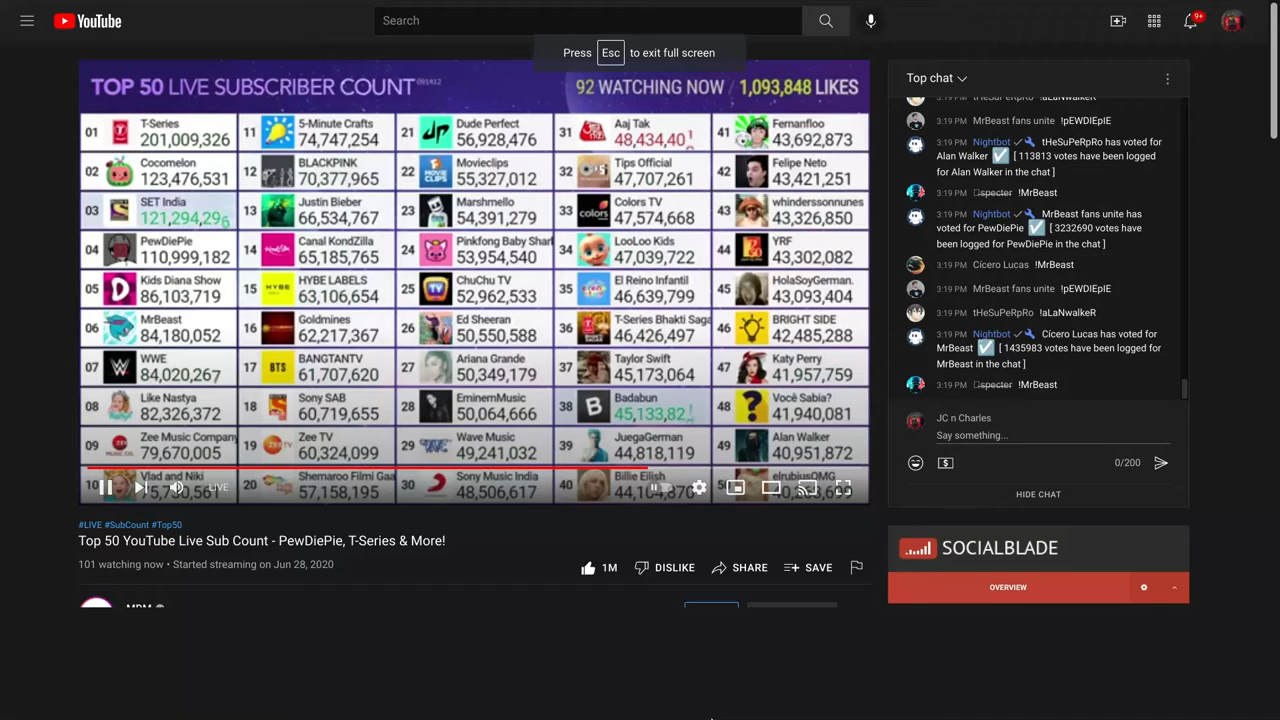 YouTube
Search
9+
Press Esc to exit full screen
TOP 50 LIVE SUBSCRIBER COUNT 091412
92 WATCHING NOW / 1,093,848 LIKES
01 T-Series 201,009,326
02 Cocomelon 123,476,531
03 SET India 121,294,29
04 PewDiePie 110,999,182
05 Kids Diana Show 86,103,719
06 MrBeast 84,180,052
07 WWE 84,020,267
08 Like Nastya 82,326,372
09 Zee Music Company 79,670,005
10 Vlad and Niki
11 5-Minute Crafts 74,747,254
12 BLACKPINK 70,377,965
13 Justin Bieber 66,534,767
14 Canal KondZilla 65,185,765
15 HYBE LABELS 63,106,654
16 Goldmines 62,217,367
17 BANGTANTV 61,707,620
18 Sony SAB 60,719,655
19 Zee TV 60,324,099
20 Shemaroo Filmi Gaa 57,158,195
21 Dude Perfect 56,928,476
22 Movieclips 55,327,012
23 Marshmello 54,391,279
24 Pinkfong Baby Shar 53,954,540
25 ChuChu TV 52,962,533
26 Ed Sheeran 50,550,588
27 Ariana Grande 50,349,179
28 EminemMusic 50,064,666
29 Wave Music 49,241,032
30 Sony Music India 48,506,617
31 Aaj Tak 48,434,40
32 Tips Official 47,707,261
33 Colors TV 47,574,668
34 LooLoo Kids 47,039,722
35 El Reino Infantil 46,639,799
36 T-Series Bhakti Saga 46,426,497
37 Taylor Swift 45,173,064
38 Badabun 45,133,82
39 JuegaGerman 44,818,119
40 Billie Eilish 44,104,870
41 Fernanfloo 43,692,873
42 Felipe Neto 43,421,251
43 whinderssonnunes 43,326,850
44 YRF 43,302,082
45 HolaSoyGerman. 43,093,404
46 BRIGHT SIDE 42,485,288
47 Katy Perry 41,957,759
48 Você Sabia? 41,940,081
49 Alan Walker 40,951,872
elrubiusOMG
LIVE
#LIVE #SubCount #Top50
Top 50 YouTube Live Sub Count - PewDiePie, T-Series & More!
101 watching now • Started streaming on Jun 28, 2020
1M DISLIKE SHARE SAVE
MDM
Top chat
3:19 PM tHeSuPeRpRo !aLaNwalkeR
3:19 PM MrBeast fans unite !pEWDIEpIE
3:19 PM Nightbot tHeSuPeRpRo has voted for
Alan Walker [ 113813 votes have been logged
for Alan Walker in the chat ]
3:19 PM specter !MrBeast
3:19 PM Nightbot MrBeast fans unite has
voted for PewDiePie [ 3232690 votes have
been logged for PewDiePie in the chat ]
3:19 PM Cícero Lucas !MrBeast
3:19 PM MrBeast fans unite !pEWDIEpIE
3:19 PM tHeSuPeRpRo !aLaNwalkeR
3:19 PM Nightbot Cícero Lucas has voted for
MrBeast [ 1435983 votes have been logged for
MrBeast in the chat ]
3:19 PM specter !MrBeast
JC n Charles
Say something...
0/200
HIDE CHAT
SOCIALBLADE
OVERVIEW